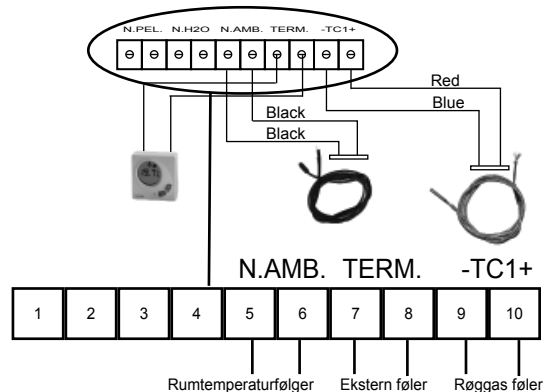 N.PEL. N.H2O N.AMB. TERM. -TC1+
Red
Blue
Black
Black
N.AMB. TERM. -TC1+
1 2 3 4 5 6 7 8 9 10
Rumtemperaturfølger Ekstern føler Røggas føler